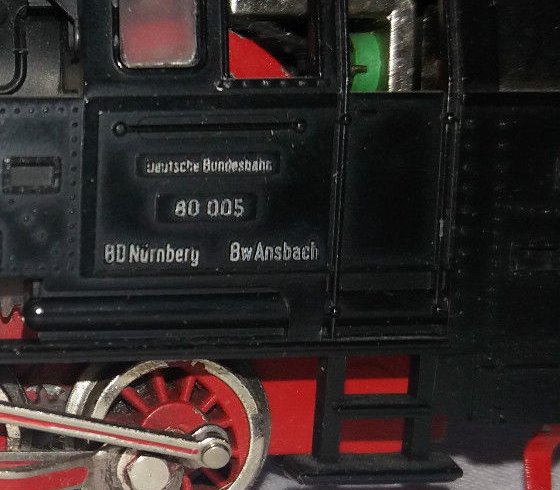 Deutsche Bundesbahn
80 005
BD Nürnberg Bw Ansbach